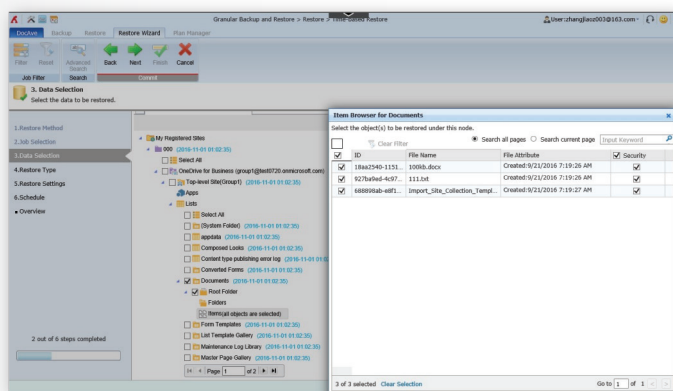 Granular Backup and Restore > Restore > Time-based Restore
User:zhangjiaoz003@163.com
DocAve
Backup
Restore
Restore Wizard
Plan Manager
Filter
Reset
Advanced Search
Back
Next
Finish
Cancel
Job Filter
Search
Commit
3. Data Selection
Select the data to be restored.
1.Restore Method
2.Job Selection
3.Data Selection
4.Restore Type
5.Restore Settings
6.Schedule
Overview
2 out of 6 steps completed
My Registered Sites
000 (2016-11-01 01:02:35)
Select All
OneDrive for Business (group1@test0720.onmicrosoft.com)
Top-level Site(Group1) (2016-11-01 01:02:35)
Apps
Lists
Select All
{System Folder} (2016-11-01 01:02:35)
appdata (2016-11-01 01:02:35)
Composed Looks (2016-11-01 01:02:35)
Content type publishing error log (2016-11-01 01:0
Converted Forms (2016-11-01 01:02:35)
Documents (2016-11-01 01:02:35)
Root Folder
Folders
Items(all objects are selected)
Form Templates (2016-11-01 01:02:35)
List Template Gallery (2016-11-01 01:02:35)
Maintenance Log Library (2016-11-01 01:02:35)
Master Page Gallery (2016-11-01 01:02:35)
Page 1 of 2
Item Browser for Documents
Select the object(s) to be restored under this node.
Clear Filter
Search all pages
Search current page
Input Keyword
ID File Name File Attribute Security
18aa2540-1151... 100kb.docx Created:9/21/2016 7:19:26 AM
927ba9ed-4c97... 111.txt Created:9/21/2016 7:19:26 AM
688898ab-e8f1... Import_Site_Collection_Templ... Created:9/21/2016 7:19:27 AM
3 of 3 selected Clear Selection
Go to 1 of 1